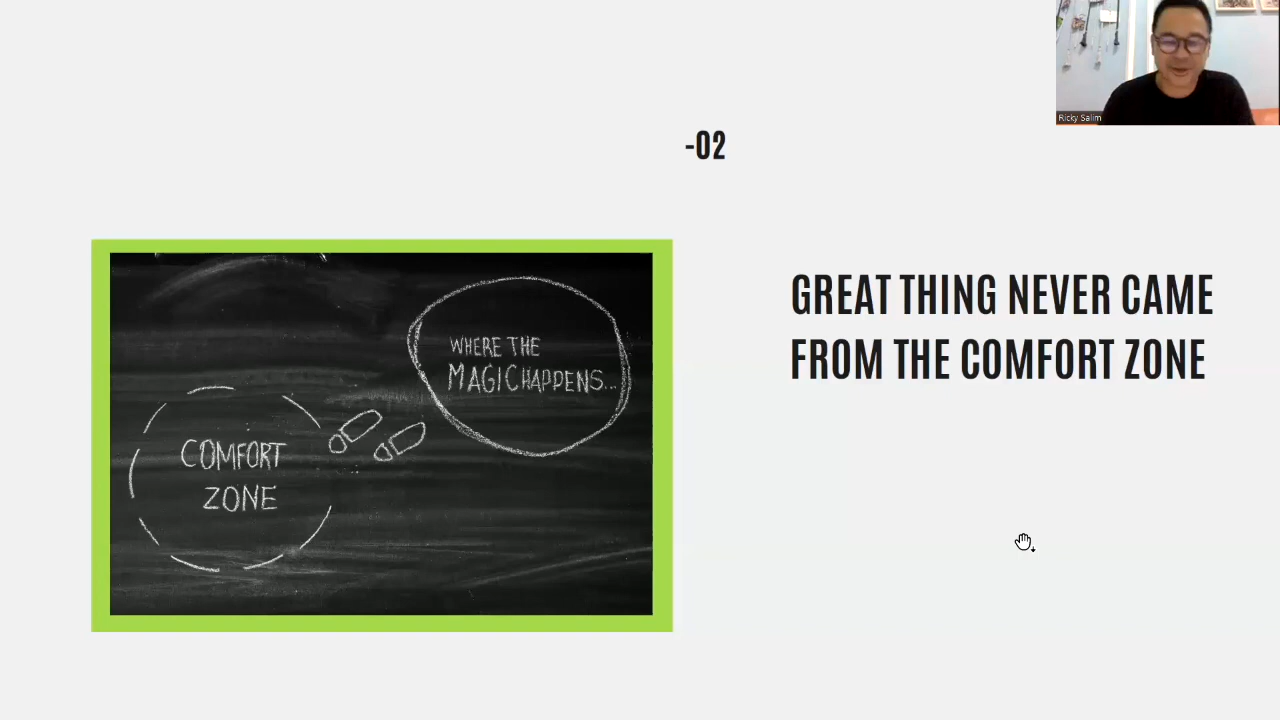 Ricky Salim
-02
GREAT THING NEVER CAME
FROM THE COMFORT ZONE
WHERE THE
MAGIC HAPPENS...
COMFORT
ZONE